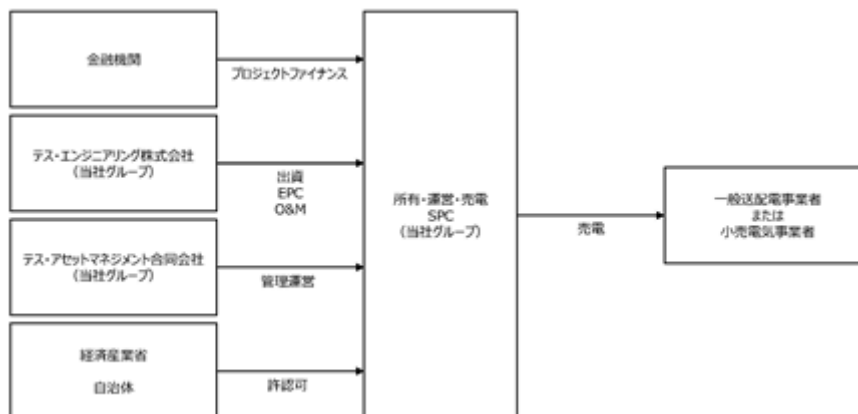 金融機関
プロジェクトファイナンス
テス・エンジニアリング株式会社
（当社グループ）
出資
EPC
O&M
テス・アセットマネジメント合同会社
（当社グループ）
管理運営
経済産業省
自治体
許認可
所有・運営・売電
SPC
（当社グループ）
売電
一般送配電事業者
または
小売電気事業者